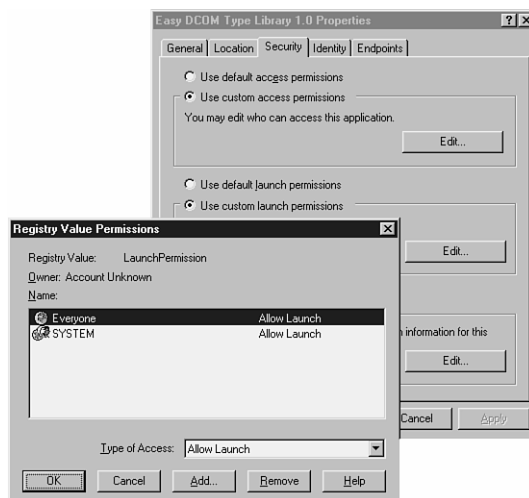 Easy DCOM Type Library 1.0 Properties
General Location Security Identity Endpoints
Use default access permissions
Use custom access permissions
You may edit who can access this application.
Edit...
Use default launch permissions
Use custom launch permissions
Edit...
n information for this
Edit...
Cancel Apply
Registry Value Permissions
Registry Value: LaunchPermission
Owner: Account Unknown
Name:
Everyone Allow Launch
SYSTEM Allow Launch
Type of Access: Allow Launch
OK Cancel Add... Remove Help